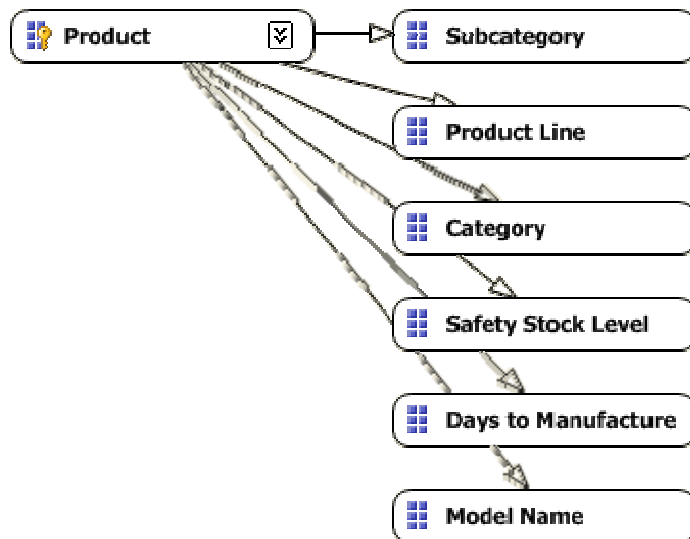 Product
Subcategory
Product Line
Category
Safety Stock Level
Days to Manufacture
Model Name